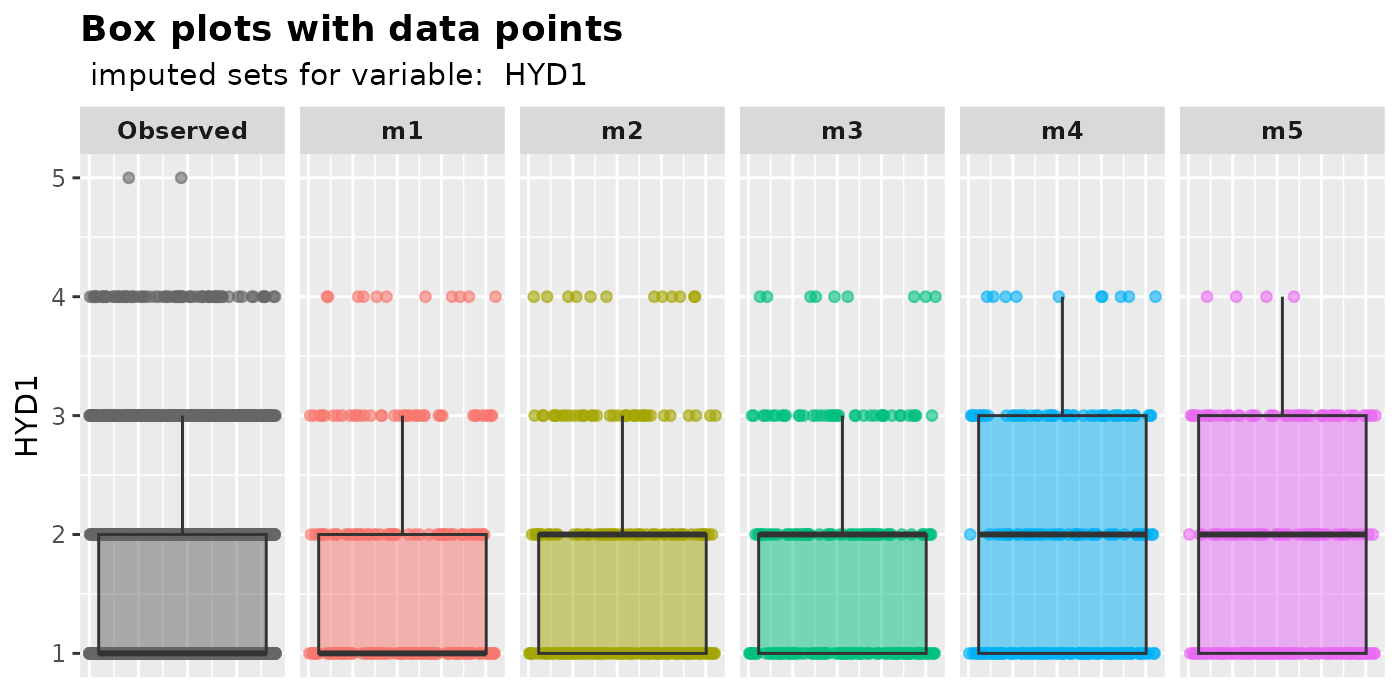 Box plots with data points
imputed sets for variable:  HYD1
Observed m1 m2 m3 m4 m5
5
4
3
2
1
HYD1